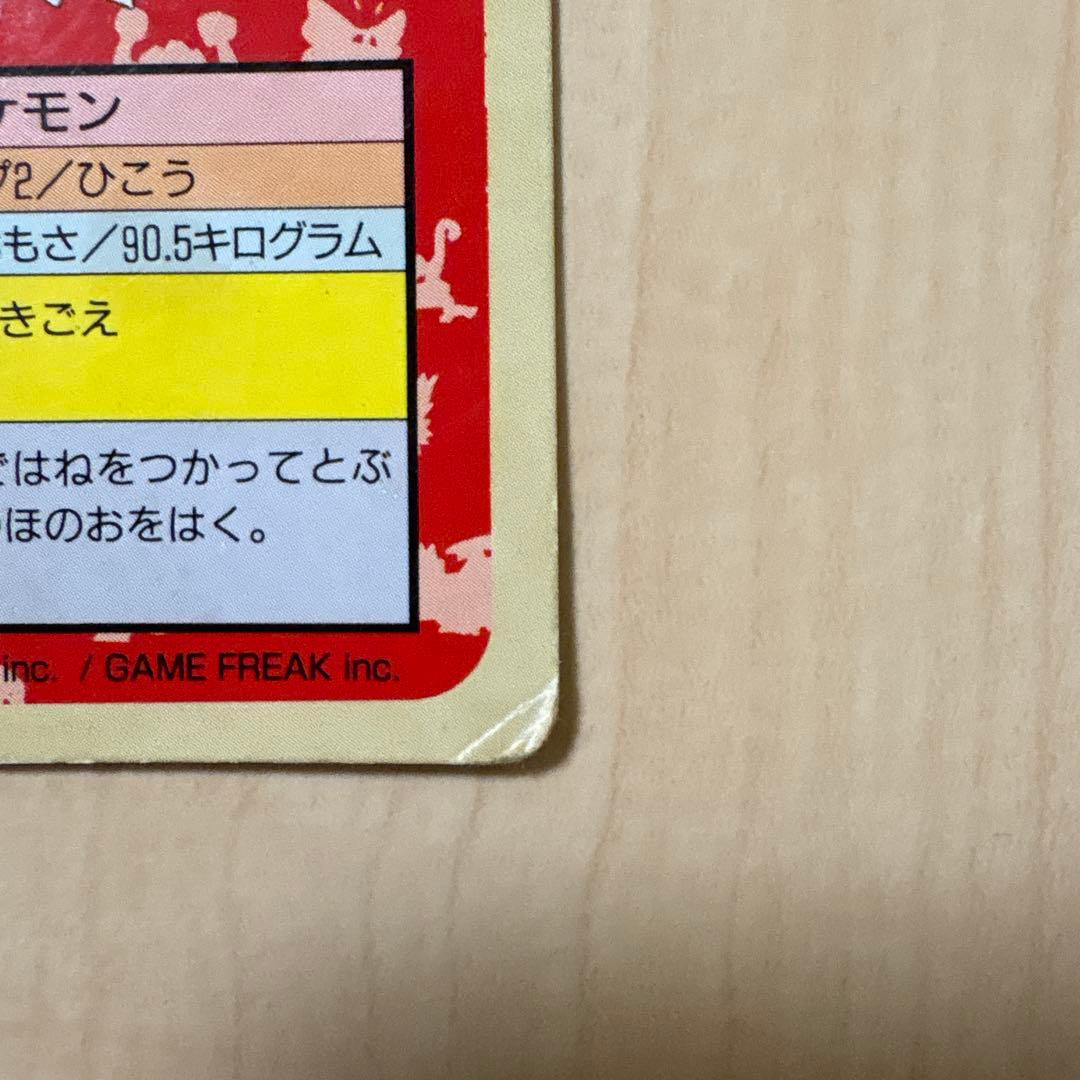 ケモン
プ2／ひこう
もさ／90.5キログラム
きごえ
ではねをつかってとぶ
ほのおをはく。
inc. / GAME FREAK inc.